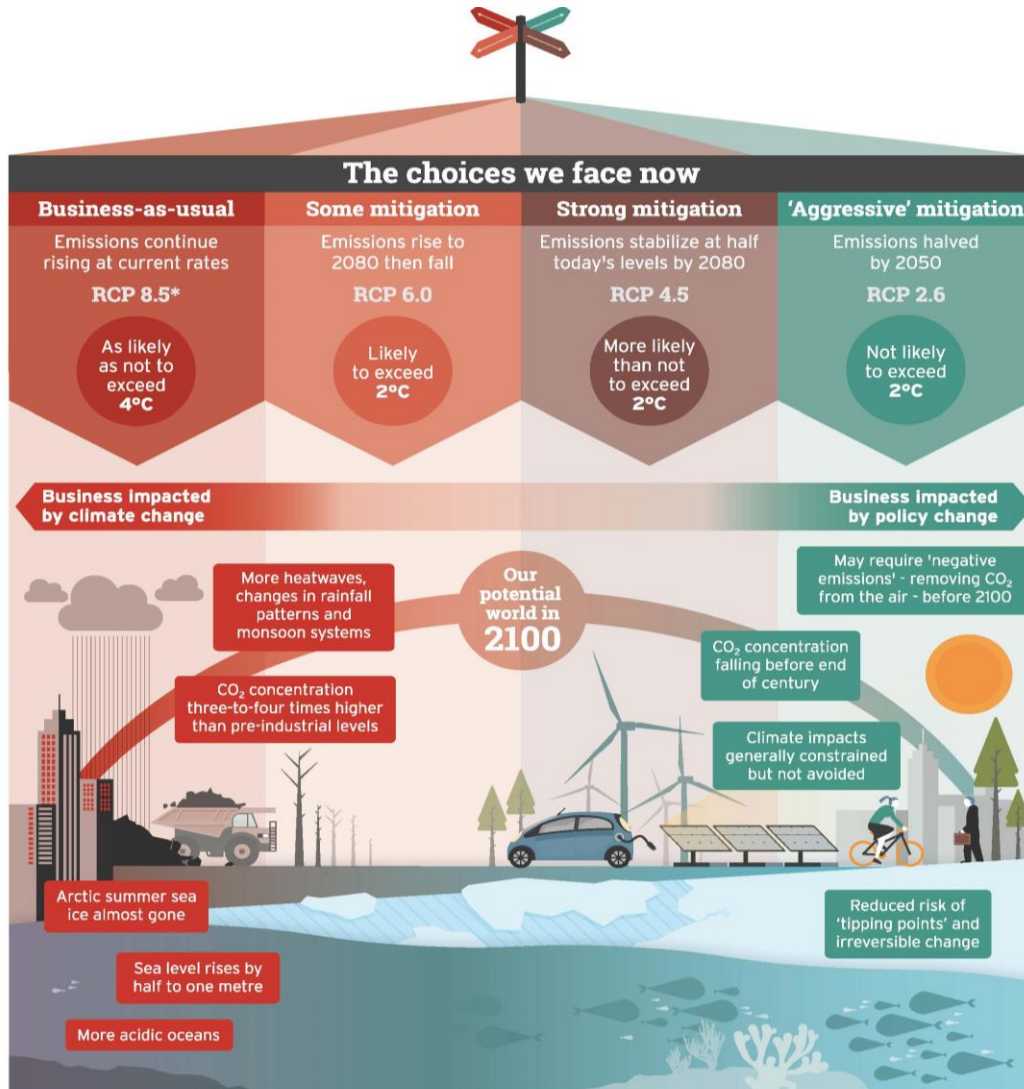 The choices we face now
Business-as-usual
Emissions continue
rising at current rates
RCP 8.5*
As likely
as not to
exceed
4°C
Some mitigation
Emissions rise to
2080 then fall
RCP 6.0
Likely
to exceed
2°C
Strong mitigation
Emissions stabilize at half
today's levels by 2080
RCP 4.5
More likely
than not
to exceed
2°C
‘Aggressive’ mitigation
Emissions halved
by 2050
RCP 2.6
Not likely
to exceed
2°C
Business impacted
by climate change
Business impacted
by policy change
Our
potential
world in
2100
More heatwaves,
changes in rainfall
patterns and
monsoon systems
CO₂ concentration
three-to-four times higher
than pre-industrial levels
May require 'negative
emissions' - removing CO₂
from the air - before 2100
CO₂ concentration
falling before end
of century
Climate impacts
generally constrained
but not avoided
Arctic summer sea
ice almost gone
Sea level rises by
half to one metre
More acidic oceans
Reduced risk of
‘tipping points’ and
irreversible change